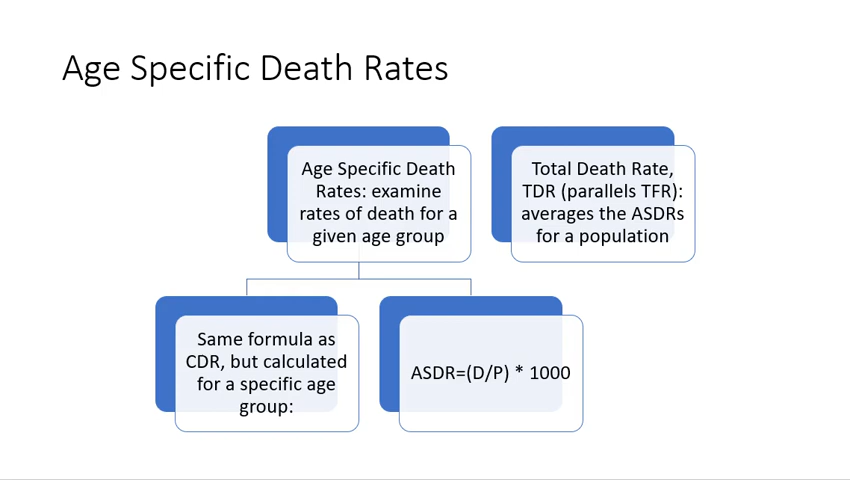 Age Specific Death Rates
Age Specific Death
Rates: examine
rates of death for a
given age group
Total Death Rate,
TDR (parallels TFR):
averages the ASDRs
for a population
Same formula as
CDR, but calculated
for a specific age
group:
ASDR=(D/P) * 1000